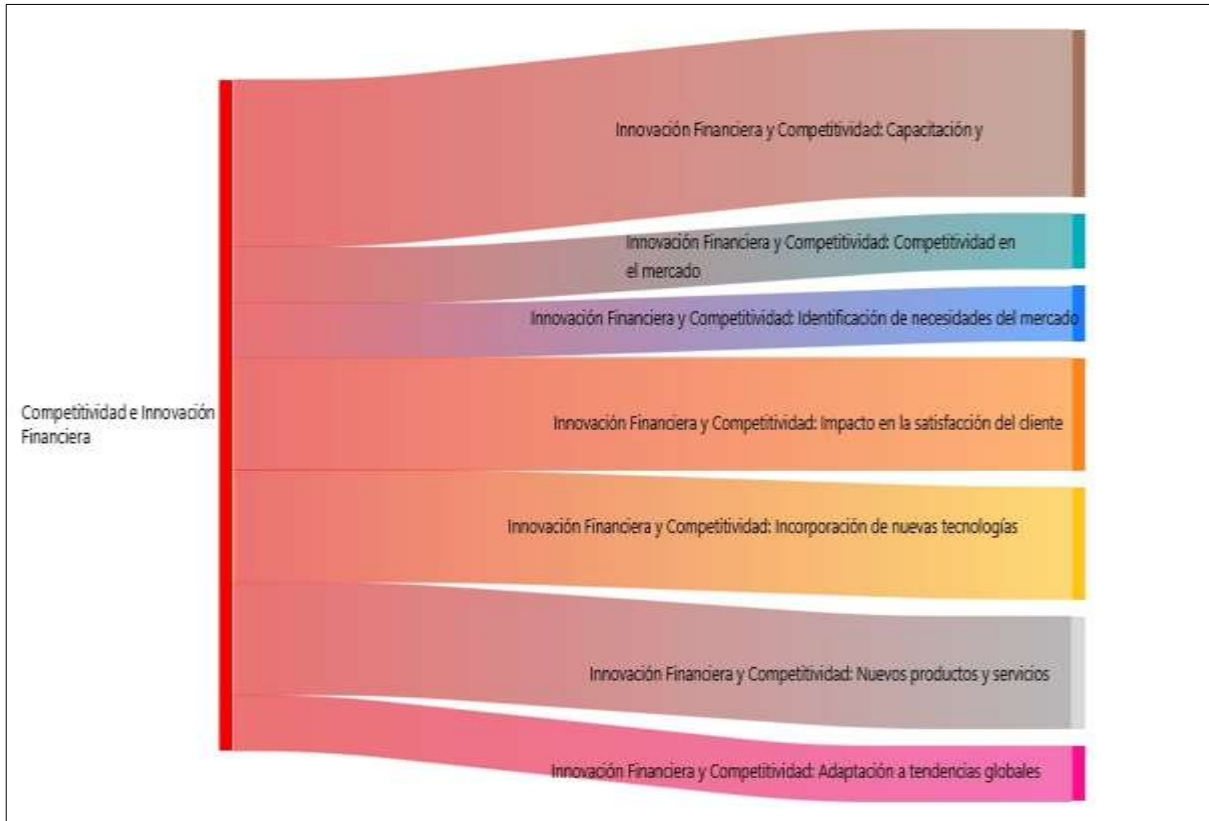 Innovación Financiera y Competitividad: Capacitación y
Innovación Financiera y Competitividad: Competitividad en
el mercado
Innovación Financiera y Competitividad: Identificación de necesidades del mercado
Competitividad e Innovación
Financiera
Innovación Financiera y Competitividad: Impacto en la satisfacción del cliente
Innovación Financiera y Competitividad: Incorporación de nuevas tecnologías
Innovación Financiera y Competitividad: Nuevos productos y servicios
Innovación Financiera y Competitividad: Adaptación a tendencias globales